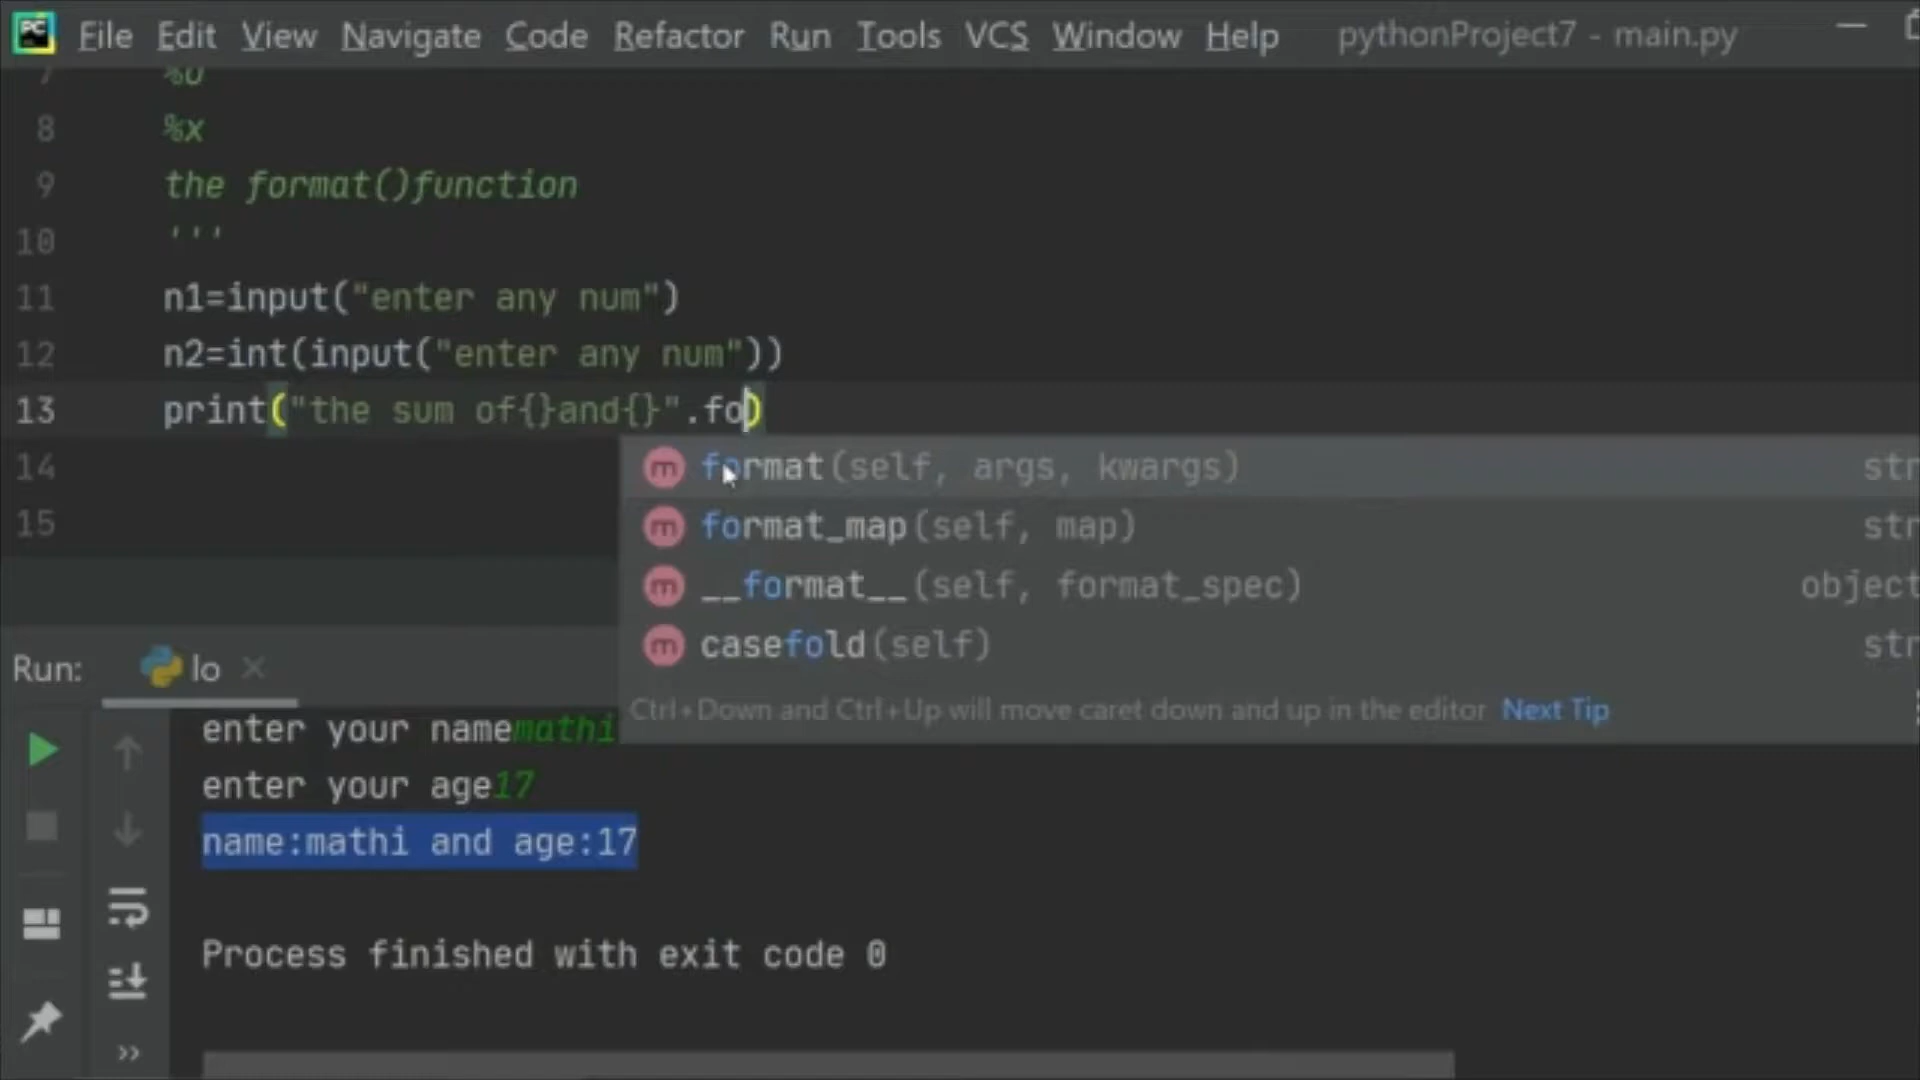 PC File Edit View Navigate Code Refactor Run Tools VCS Window Help pythonProject7 - main.py
8 %x
9 the format()function
10 '''
11 n1=input("enter any num")
12 n2=int(input("enter any num"))
13 print("the sum of{}and{}".fo)
14 format(self, args, kwargs) str
format_map(self, map) str
15
__format__(self, format_spec) object
casefold(self) str
Ctrl+Down and Ctrl+Up will move caret down and up in the editor Next Tip
Run: lo
enter your namemathi
enter your age17
name:mathi and age:17
Process finished with exit code 0